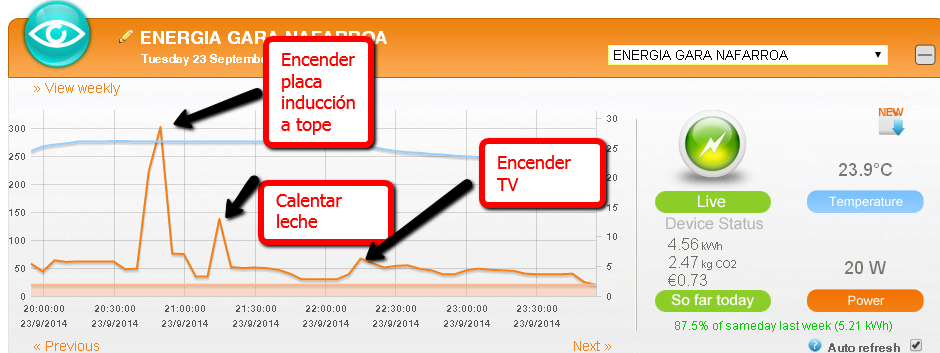 ENERGIA GARA NAFARROA
Tuesday 23 Septembe
ENERGIA GARA NAFARROA
» View weekly
Encender
placa
inducción
a tope
Encender
TV
Calentar
leche
300
250
200
150
100
50
0
30
25
20
15
10
5
0
20:00:00 20:30:00 21:00:00 21:30:00 22:00:00 22:30:00 23:00:00 23:30:00
23/9/2014 23/9/2014 23/9/2014 23/9/2014 23/9/2014 23/9/2014 23/9/2014 23/9/2014
« Previous
Next »
NEW
Live
Device Status
4.56 kWh
2.47 kg CO2
€0.73
So far today
23.9°C
Temperature
20 W
Power
87.5% of sameday last week (5.21 kWh)
Auto refresh